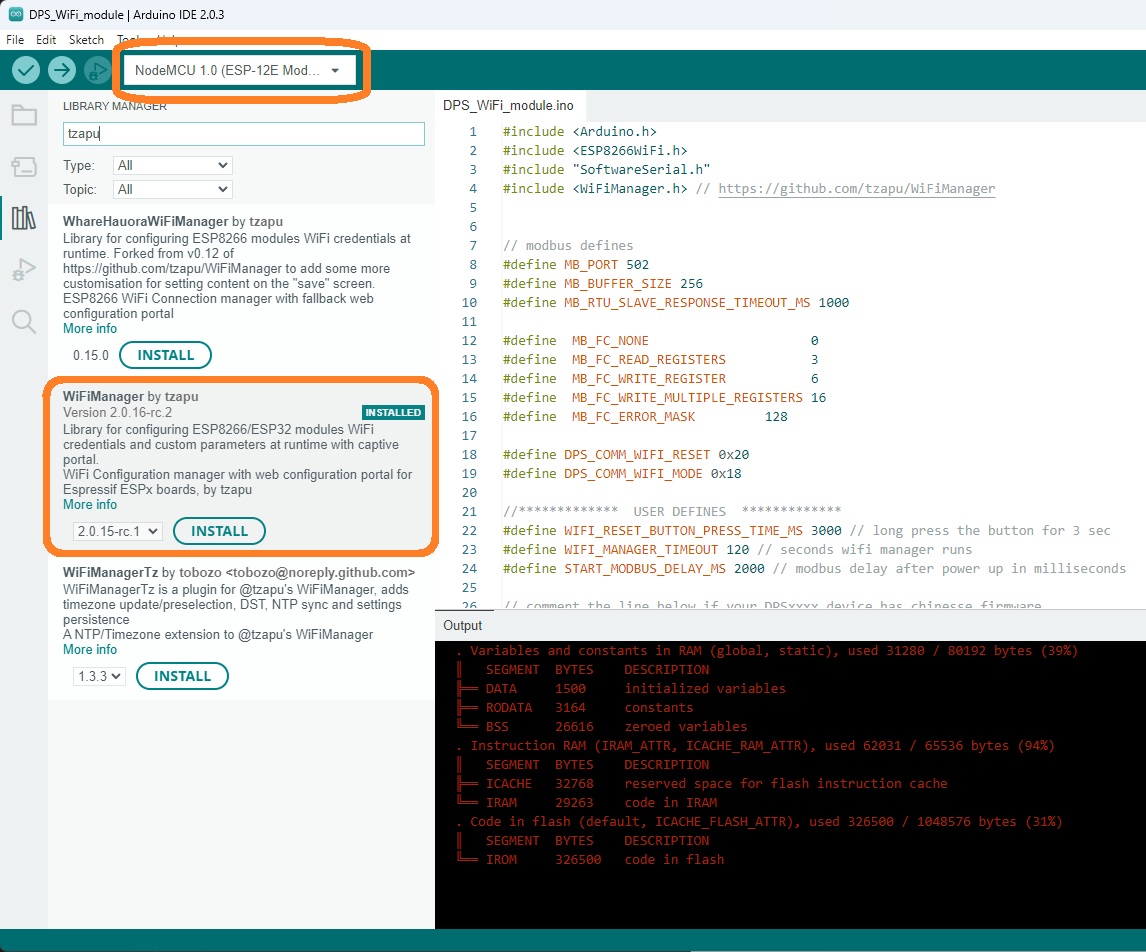 DPS_WiFi_module | Arduino IDE 2.0.3
File Edit Sketch Tools Help
NodeMCU 1.0 (ESP-12E Mod...
LIBRARY MANAGER
tzapu
Type: All
Topic: All
WhareHauoraWiFiManager by tzapu
Library for configuring ESP8266 modules WiFi credentials at
runtime. Forked from v0.12 of
https://github.com/tzapu/WiFiManager to add some more
customisation for setting content on the "save" screen.
ESP8266 WiFi Connection manager with fallback web
configuration portal
More info
0.15.0 INSTALL
WiFiManager by tzapu
Version 2.0.16-rc.2 INSTALLED
Library for configuring ESP8266/ESP32 modules WiFi
credentials and custom parameters at runtime with captive
portal.
WiFi Configuration manager with web configuration portal for
Espressif ESPx boards, by tzapu
More info
2.0.15-rc.1 INSTALL
WiFiManagerTz by tobozo <tobozo@noreply.github.com>
WiFiManagerTz is a plugin for @tzapu's WiFiManager, adds
timezone update/preselection, DST, NTP sync and settings
persistence
A NTP/Timezone extension to @tzapu's WiFiManager
More info
1.3.3 INSTALL
DPS_WiFi_module.ino
1 #include <Arduino.h>
2 #include <ESP8266WiFi.h>
3 #include "SoftwareSerial.h"
4 #include <WiFiManager.h> // https://github.com/tzapu/WiFiManager
5
6
7 // modbus defines
8 #define MB_PORT 502
9 #define MB_BUFFER_SIZE 256
10 #define MB_RTU_SLAVE_RESPONSE_TIMEOUT_MS 1000
11
12 #define MB_FC_NONE 0
13 #define MB_FC_READ_REGISTERS 3
14 #define MB_FC_WRITE_REGISTER 6
15 #define MB_FC_WRITE_MULTIPLE_REGISTERS 16
16 #define MB_FC_ERROR_MASK 128
17
18 #define DPS_COMM_WIFI_RESET 0x20
19 #define DPS_COMM_WIFI_MODE 0x18
20
21 //************* USER DEFINES *************
22 #define WIFI_RESET_BUTTON_PRESS_TIME_MS 3000 // long press the button for 3 sec
23 #define WIFI_MANAGER_TIMEOUT 120 // seconds wifi manager runs
24 #define START_MODBUS_DELAY_MS 2000 // modbus delay after power up in milliseconds
25
26 // comment the line below if your DPSxxxx device has chinesse firmware
Output
. Variables and constants in RAM (global, static), used 31280 / 80192 bytes (39%)
║ SEGMENT BYTES DESCRIPTION
╠══ DATA 1500 initialized variables
╠══ RODATA 3164 constants
╚══ BSS 26616 zeroed variables
. Instruction RAM (IRAM_ATTR, ICACHE_RAM_ATTR), used 62031 / 65536 bytes (94%)
║ SEGMENT BYTES DESCRIPTION
╠══ ICACHE 32768 reserved space for flash instruction cache
╚══ IRAM 29263 code in IRAM
. Code in flash (default, ICACHE_FLASH_ATTR), used 326500 / 1048576 bytes (31%)
║ SEGMENT BYTES DESCRIPTION
╚══ IROM 326500 code in flash